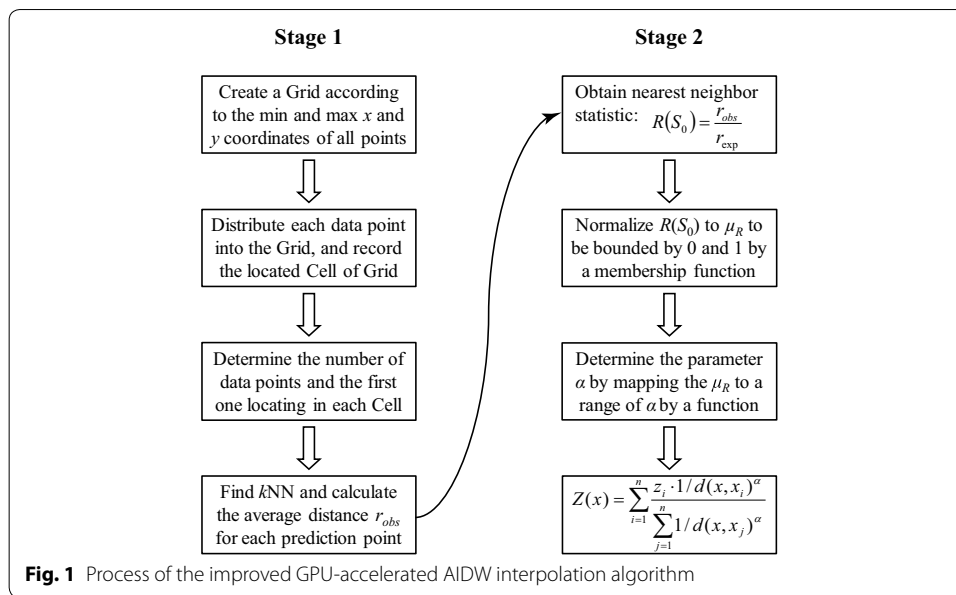 Stage 1
Create a Grid according
to the min and max x and
y coordinates of all points
Distribute each data point
into the Grid, and record
the located Cell of Grid
Determine the number of
data points and the first
one locating in each Cell
Find kNN and calculate
the average distance r_obs
for each prediction point
Stage 2
Obtain nearest neighbor
statistic: R(S_0) = r_obs / r_exp
Normalize R(S_0) to μ_R to
be bounded by 0 and 1 by
a membership function
Determine the parameter
α by mapping the μ_R to a
range of α by a function
Z(x) = ∑_{i=1}^{n} \frac{z_i · 1/d(x, x_i)^α}{∑_{j=1}^{n} 1/d(x, x_j)^α}
Fig. 1 Process of the improved GPU-accelerated AIDW interpolation algorithm